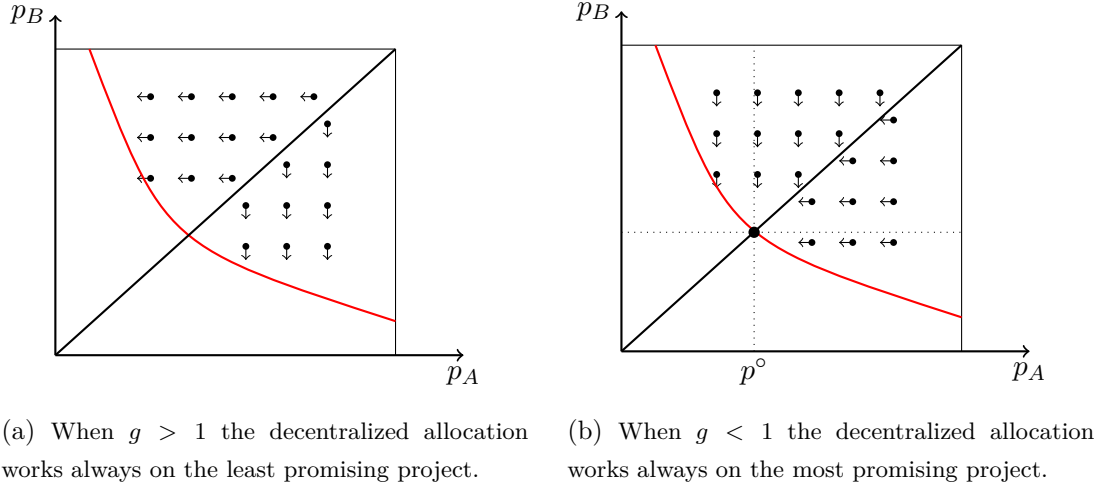 p_B
p_A
(a) When g > 1 the decentralized allocation
works always on the least promising project.
p_B
p°
p_A
(b) When g < 1 the decentralized allocation
works always on the most promising project.